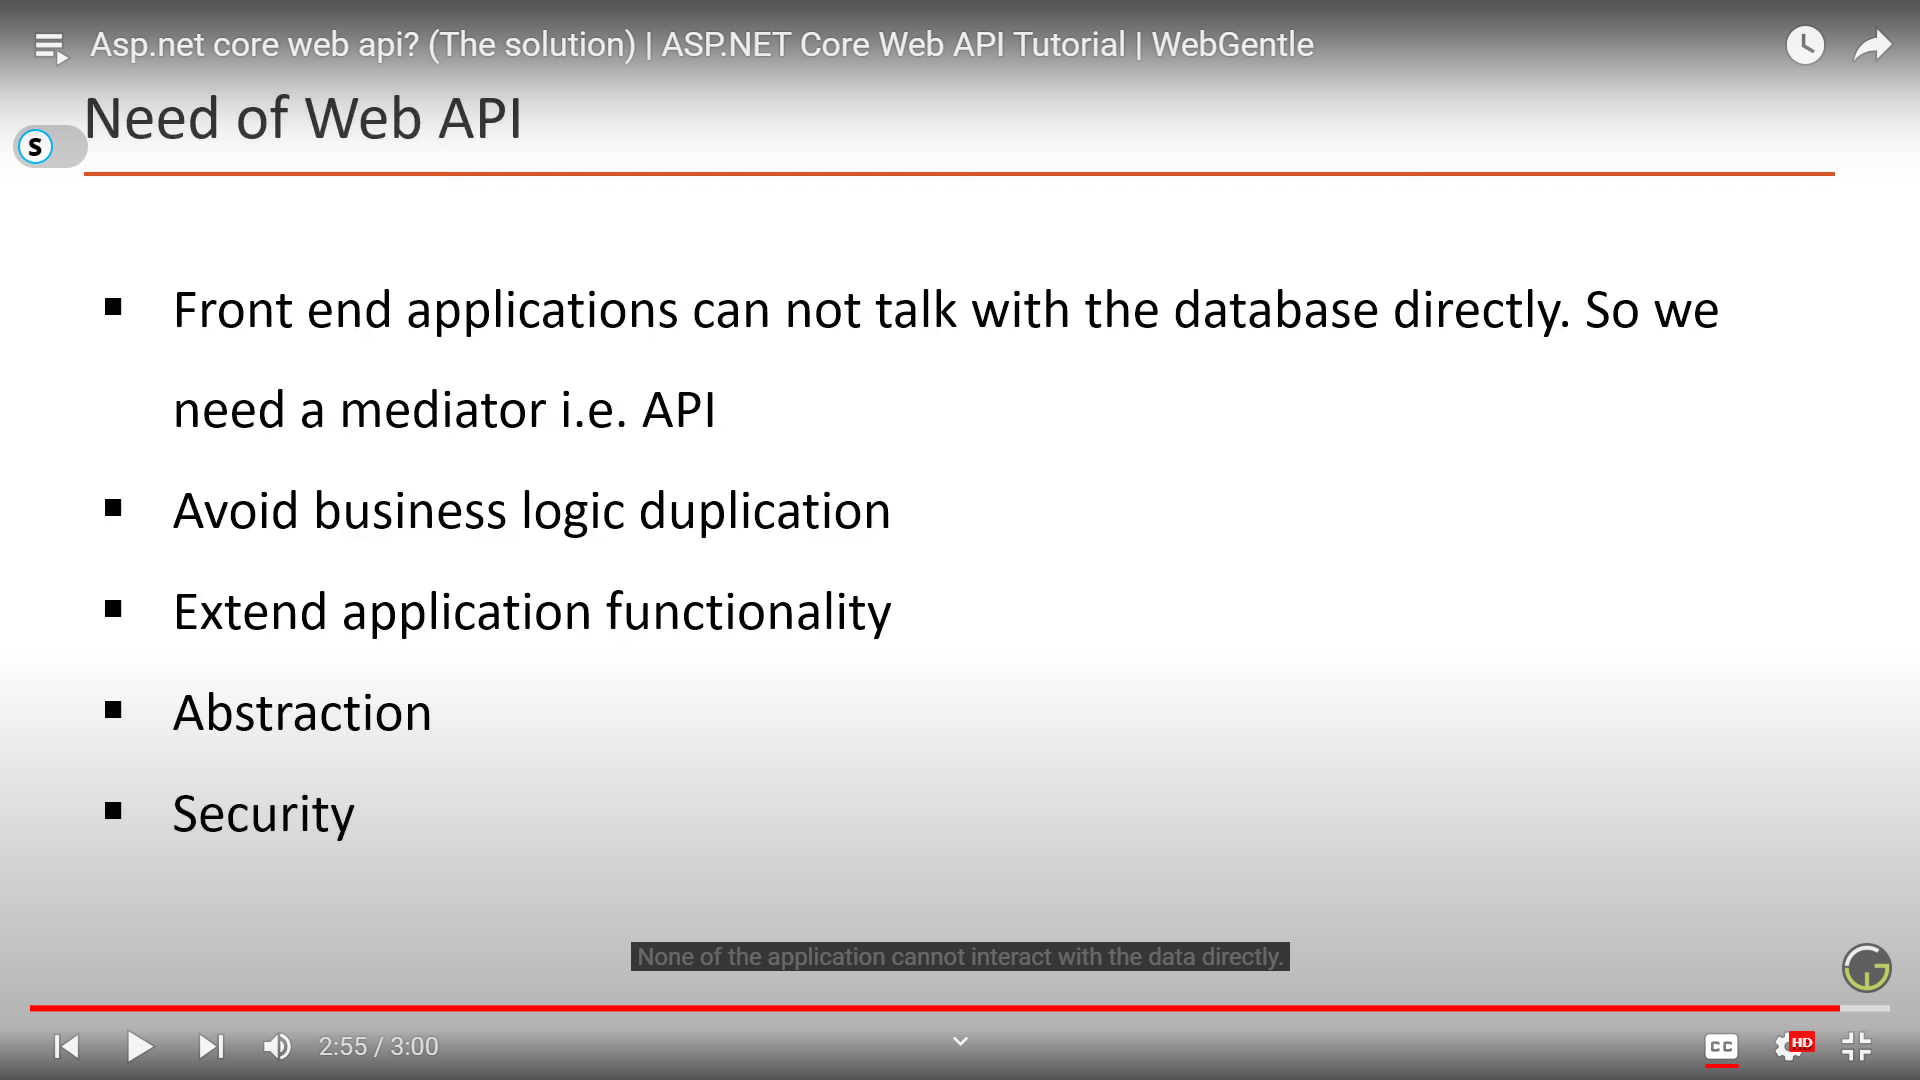 Asp.net core web api? (The solution) | ASP.NET Core Web API Tutorial | WebGentle
Need of Web API
S
Front end applications can not talk with the database directly. So we
need a mediator i.e. API
Avoid business logic duplication
Extend application functionality
Abstraction
Security
None of the application cannot interact with the data directly.
2:55 / 3:00
CC
HD